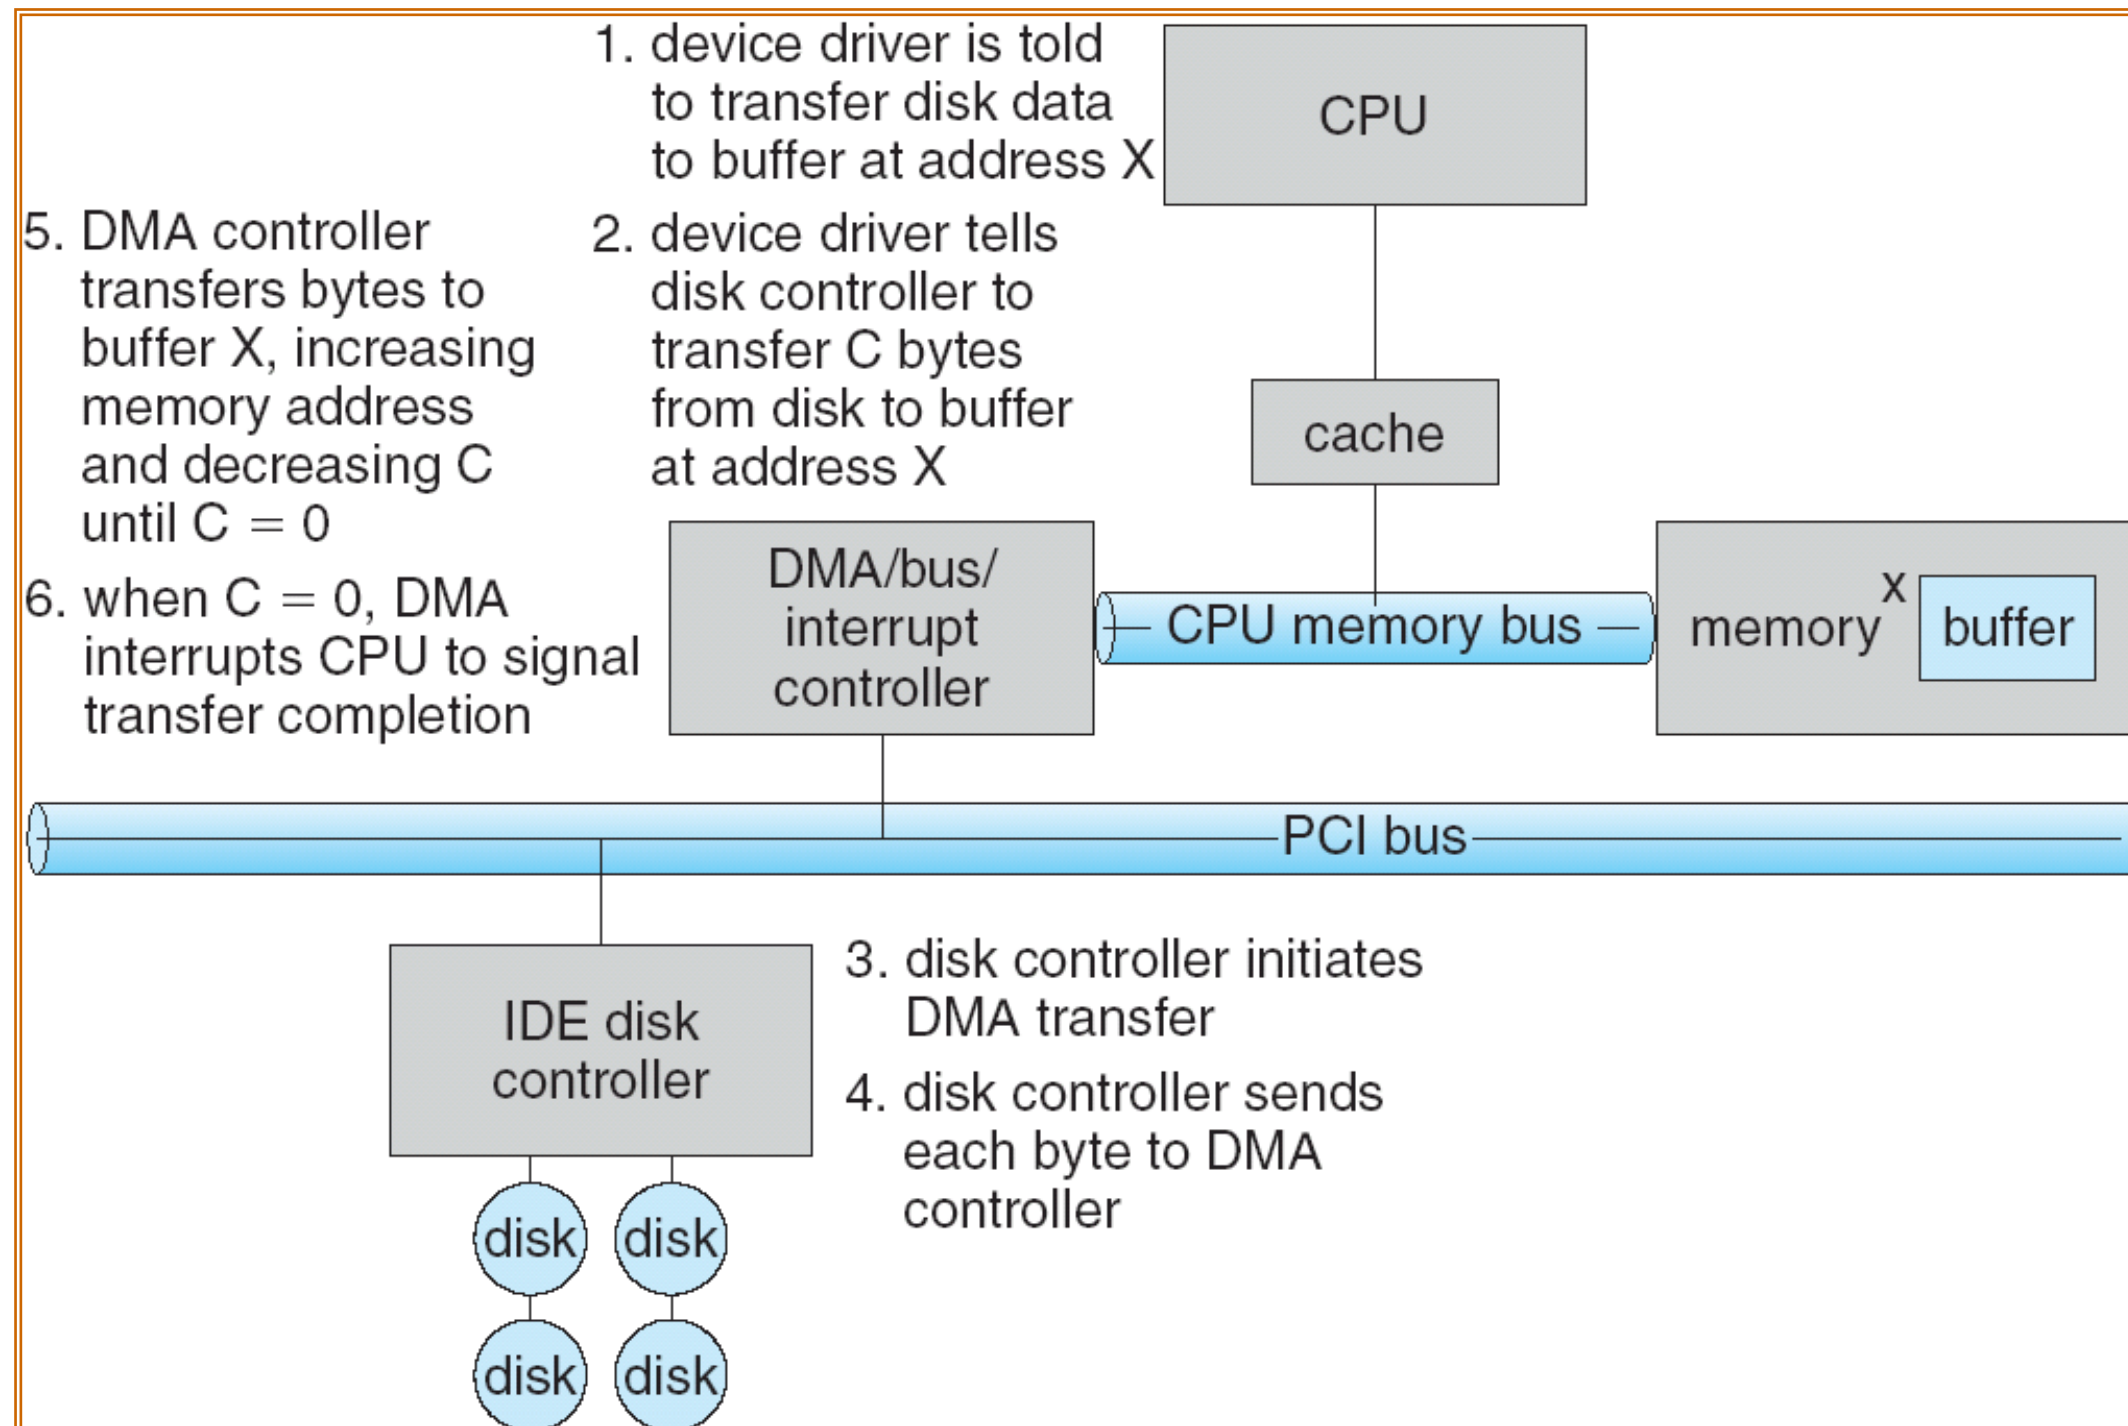 1. device driver is told
to transfer disk data
to buffer at address X
CPU
5. DMA controller
transfers bytes to
buffer X, increasing
memory address
and decreasing C
until C = 0
2. device driver tells
disk controller to
transfer C bytes
from disk to buffer
at address X
cache
6. when C = 0, DMA
interrupts CPU to signal
transfer completion
DMA/bus/
interrupt
controller
CPU memory bus
memory
x
buffer
PCI bus
IDE disk
controller
3. disk controller initiates
DMA transfer
4. disk controller sends
each byte to DMA
controller
disk
disk
disk
disk